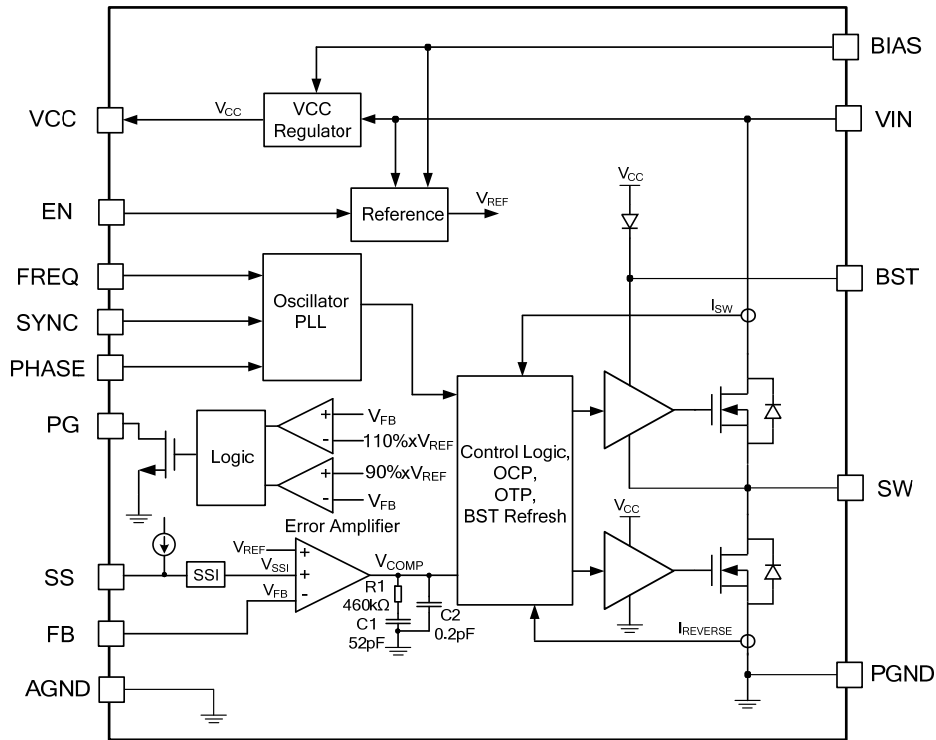 BIAS
VCC
VCC
VCC
Regulator
VIN
EN
Reference
VREF
VCC
FREQ
BST
Oscillator
PLL
SYNC
ISW
PHASE
PG
Logic
+
-
VFB
110%xVREF
+
-
90%xVREF
VFB
Control Logic,
OCP,
OTP,
BST Refresh
SW
Error Amplifier
VCC
SS
SSI
VREF
VSSI
VFB
+
+
-
VCOMP
R1
460kΩ
C1
52pF
C2
0.2pF
IREVERSE
FB
PGND
AGND